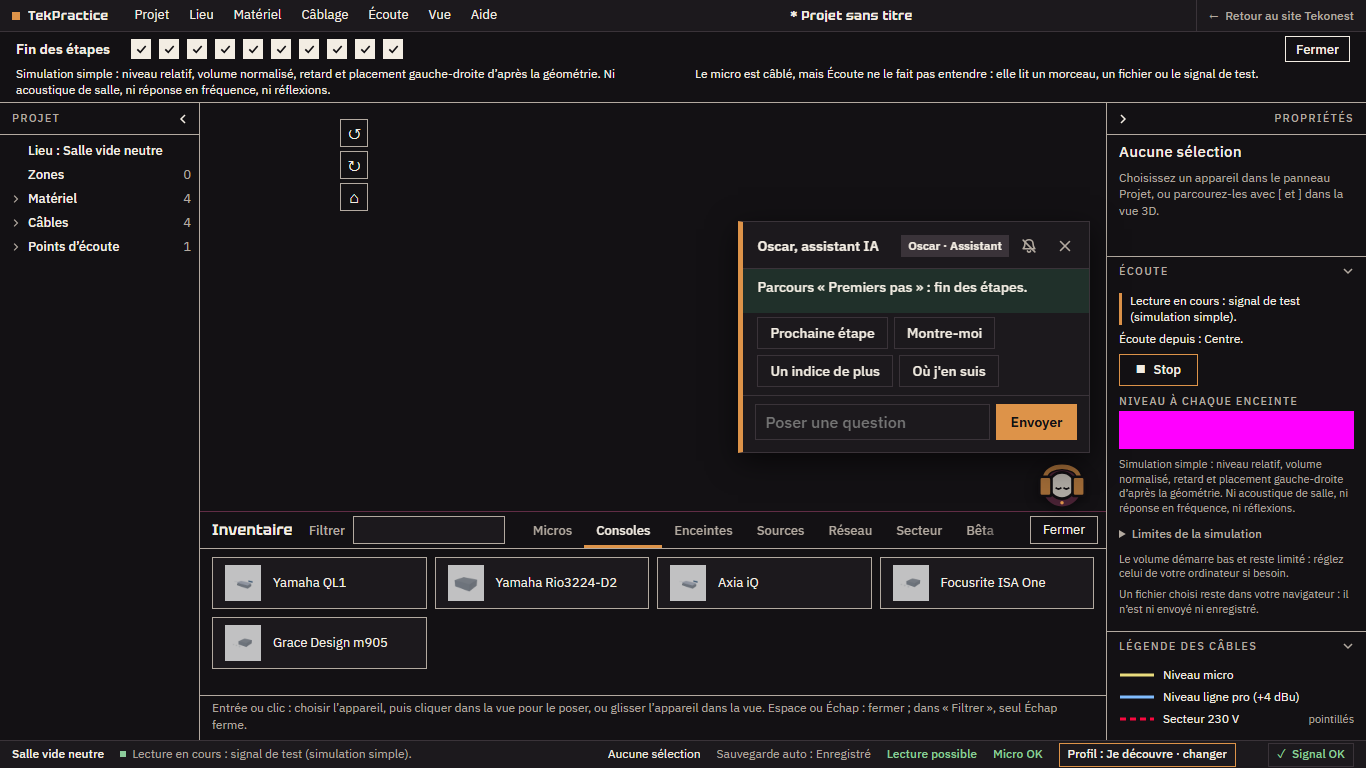 TekPractice Projet Lieu Matériel Câblage Écoute Vue Aide * Projet sans titre ← Retour au site Tekonest
Fin des étapes Fermer
Simulation simple : niveau relatif, volume normalisé, retard et placement gauche-droite d'après la géométrie. Ni
acoustique de salle, ni réponse en fréquence, ni réflexions.
Le micro est câblé, mais Écoute ne le fait pas entendre : elle lit un morceau, un fichier ou le signal de test.
PROJET
Lieu : Salle vide neutre
Zones 0
Matériel 4
Câbles 4
Points d'écoute 1
Oscar, assistant IA Oscar · Assistant
Parcours « Premiers pas » : fin des étapes.
Prochaine étape Montre-moi
Un indice de plus Où j'en suis
Poser une question Envoyer
Inventaire Filtrer Micros Consoles Enceintes Sources Réseau Secteur Bêta Fermer
Yamaha QL1 Yamaha Rio3224-D2 Axia iQ Focusrite ISA One
Grace Design m905
Entrée ou clic : choisir l'appareil, puis cliquer dans la vue pour le poser, ou glisser l'appareil dans la vue. Espace ou Échap : fermer ; dans « Filtrer », seul Échap
ferme.
PROPRIÉTÉS
Aucune sélection
Choisissez un appareil dans le panneau
Projet, ou parcourez-les avec [ et ] dans la
vue 3D.
ÉCOUTE
Lecture en cours : signal de test
(simulation simple).
Écoute depuis : Centre.
Stop
NIVEAU À CHAQUE ENCEINTE
Simulation simple : niveau relatif, volume
normalisé, retard et placement gauche-droite
d'après la géométrie. Ni acoustique de salle, ni
réponse en fréquence, ni réflexions.
Limites de la simulation
Le volume démarre bas et reste limité : réglez
celui de votre ordinateur si besoin.
Un fichier choisi reste dans votre navigateur : il
n'est ni envoyé ni enregistré.
LÉGENDE DES CÂBLES
Niveau micro
Niveau ligne pro (+4 dBu)
Secteur 230 V pointillés
Salle vide neutre Lecture en cours : signal de test (simulation simple). Aucune sélection Sauvegarde auto : Enregistré Lecture possible Micro OK Profil : Je découvre · changer ✓ Signal OK